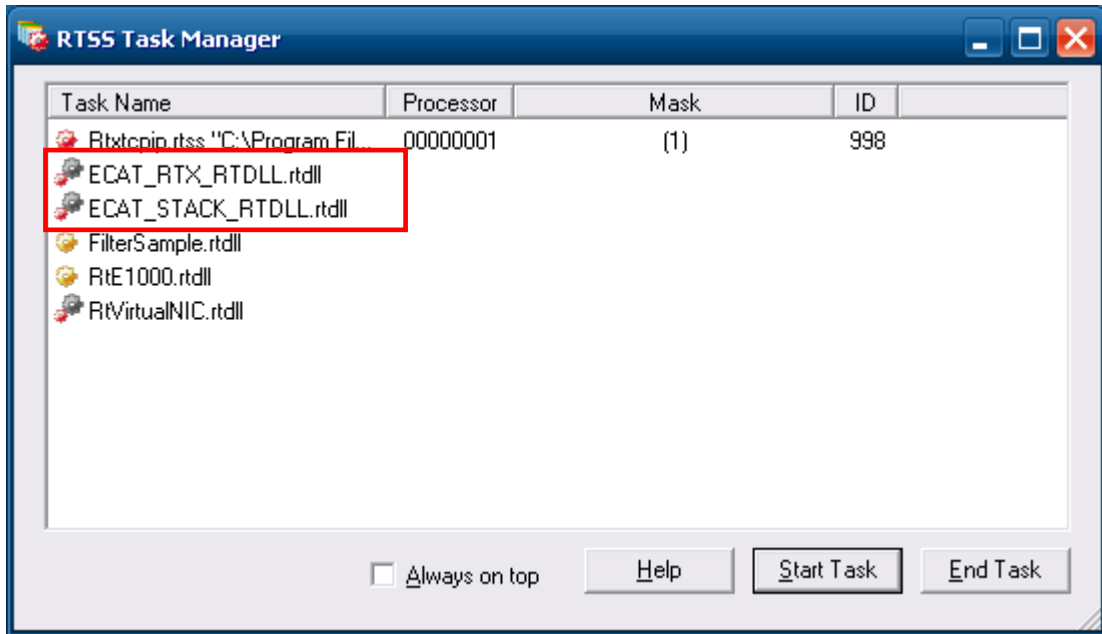 RTSS Task Manager
Task Name Processor Mask ID
Rtxtcpip.rtss "C:\Program Fil... 00000001 (1) 998
ECAT_RTX_RTDLL.rtdll
ECAT_STACK_RTDLL.rtdll
FilterSample.rtdll
RtE1000.rtdll
RtVirtualNIC.rtdll
Always on top Help Start Task End Task